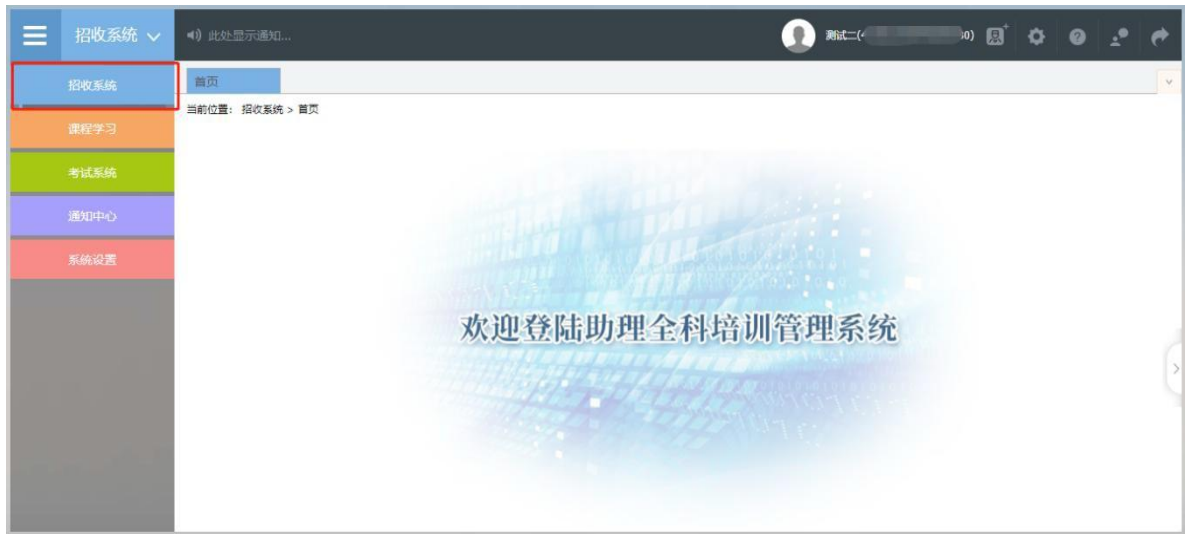 招收系统
此处显示通知...
测试二(4 30)
招收系统
首页
当前位置: 招收系统 > 首页
课程学习
考试系统
通知中心
系统设置
欢迎登陆助理全科培训管理系统